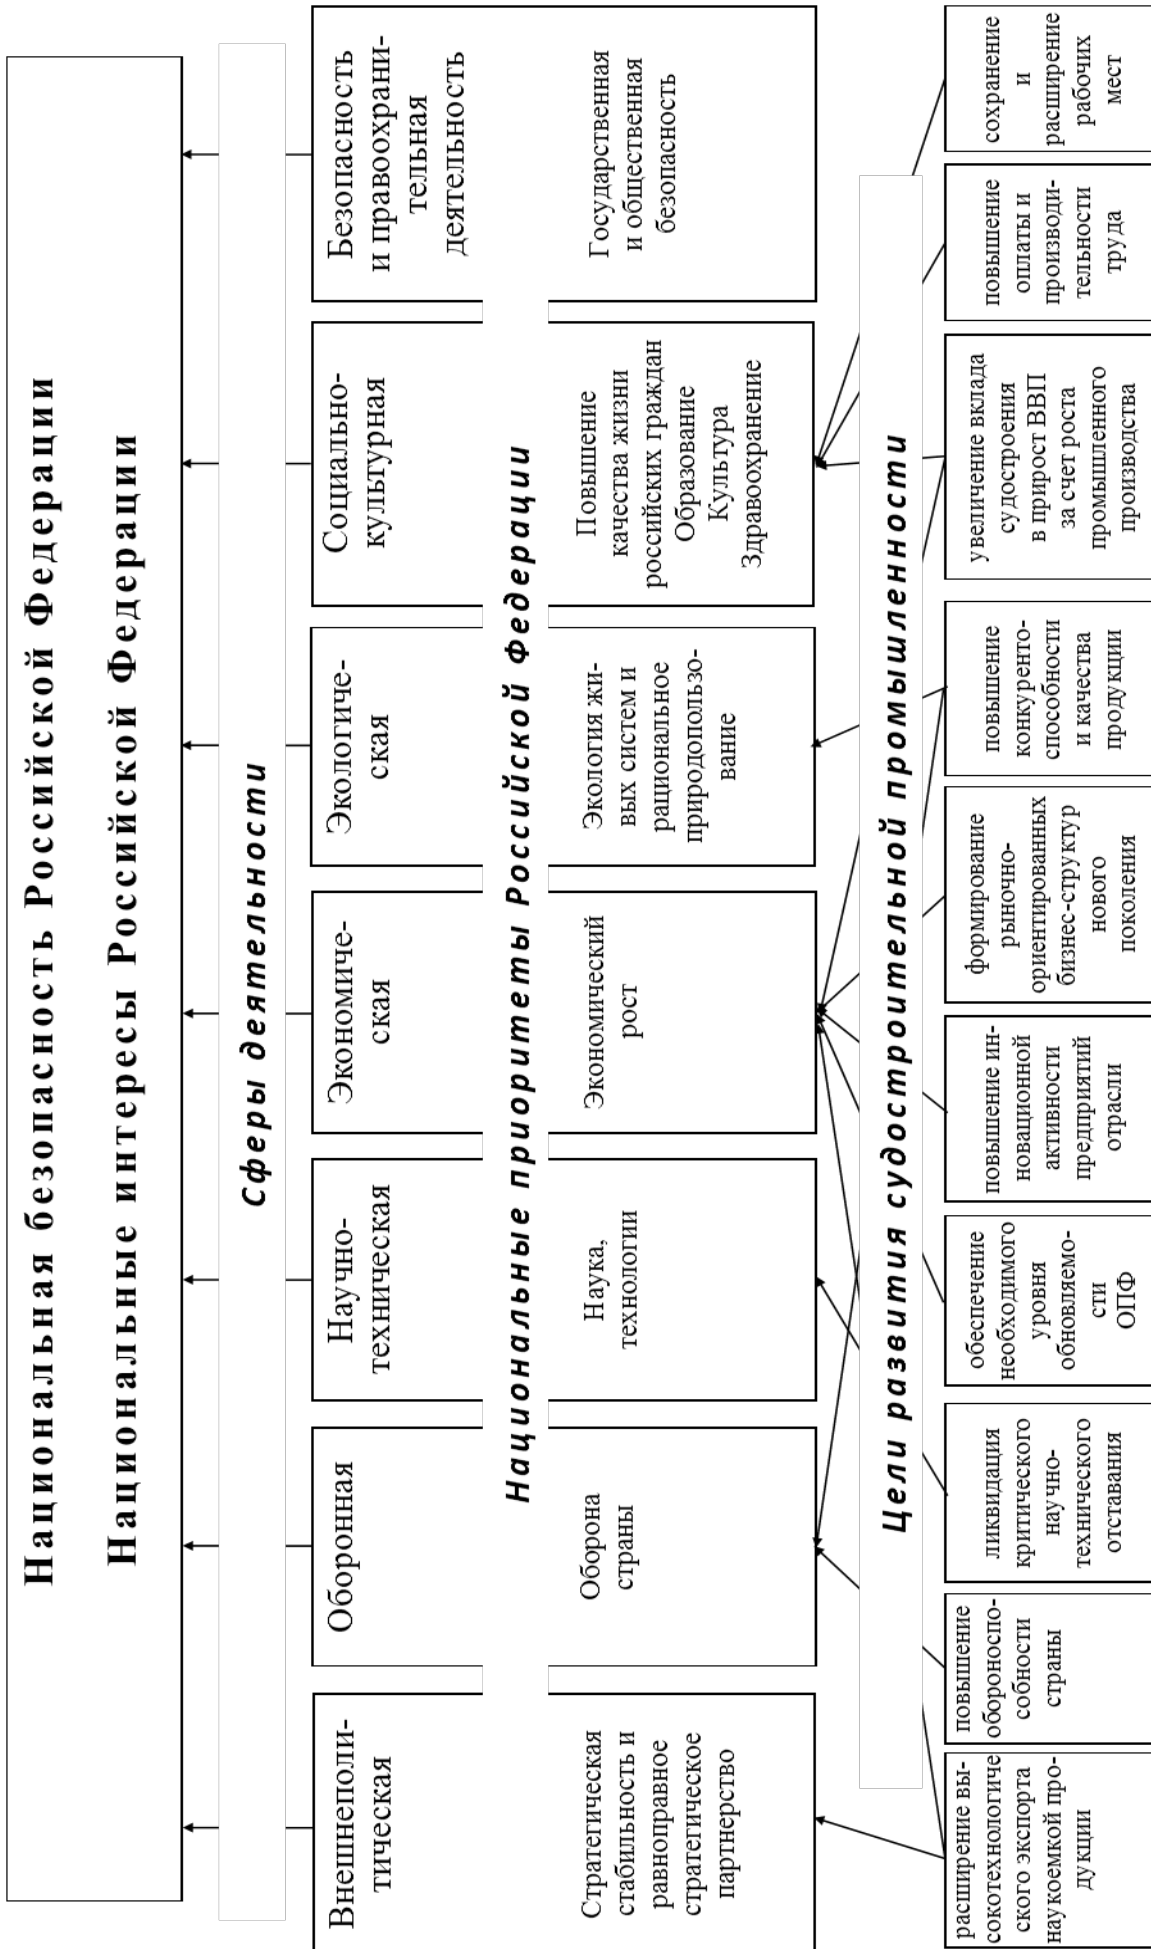 Национальная безопасность Российской Федерации
Национальные интересы Российской Федерации
Сферы деятельности
Внешнеполи-
тическая
Оборонная
Научно-
техническая
Экономиче-
ская
Экологиче-
ская
Социально-
культурная
Безопасность
и правоохрани-
тельная
деятельность
Национальные приоритеты Российской Федерации
Стратегическая
стабильность и
равноправное
стратегическое
партнерство
Оборона
страны
Наука,
технологии
Экономический
рост
Экология жи-
вых систем и
рациональное
природопользо-
вание
Повышение
качества жизни
российских граждан
Образование
Культура
Здравоохранение
Государственная
и общественная
безопасность
Цели развития судостроительной промышленности
расширение вы-
сокотехнологиче
ского экспорта
наукоемкой про-
дукции
повышение
обороноспо-
собности
страны
ликвидация
критического
научно-
технического
отставания
обеспечение
необходимого
уровня
обновляемо-
сти
ОПФ
повышение ин-
новационной
активности
предприятий
отрасли
формирование
рыночно-
ориентированных
бизнес-структур
нового
поколения
повышение
конкуренто-
способности
и качества
продукции
увеличение вклада
судостроения
в прирост ВВП
за счет роста
промышленного
производства
повышение
оплаты и
производи-
тельности
труда
сохранение
и
расширение
рабочих
мест